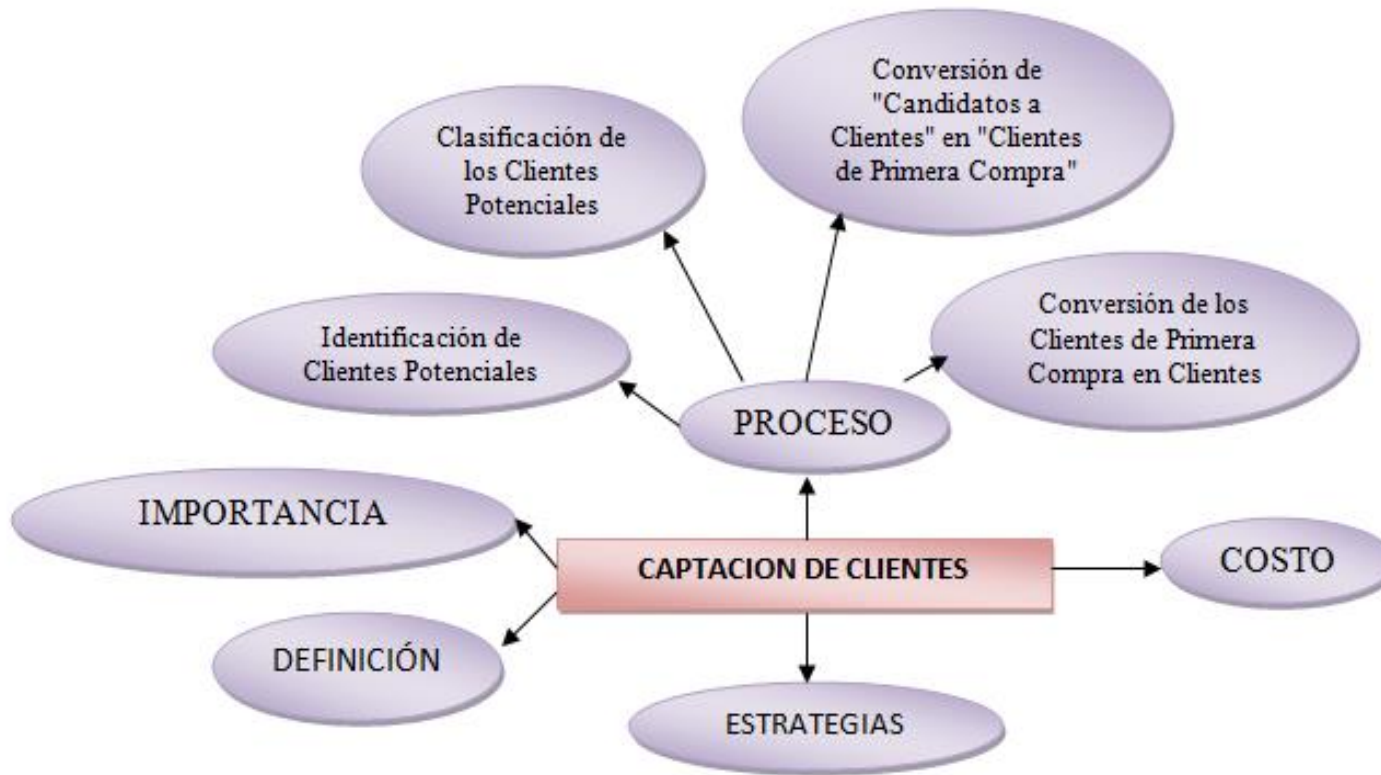 Conversión de
"Candidatos a
Clientes" en "Clientes
de Primera Compra"
Clasificación de
los Clientes
Potenciales
Identificación de
Clientes Potenciales
Conversión de los
Clientes de Primera
Compra en Clientes
PROCESO
IMPORTANCIA
CAPTACION DE CLIENTES
COSTO
DEFINICIÓN
ESTRATEGIAS